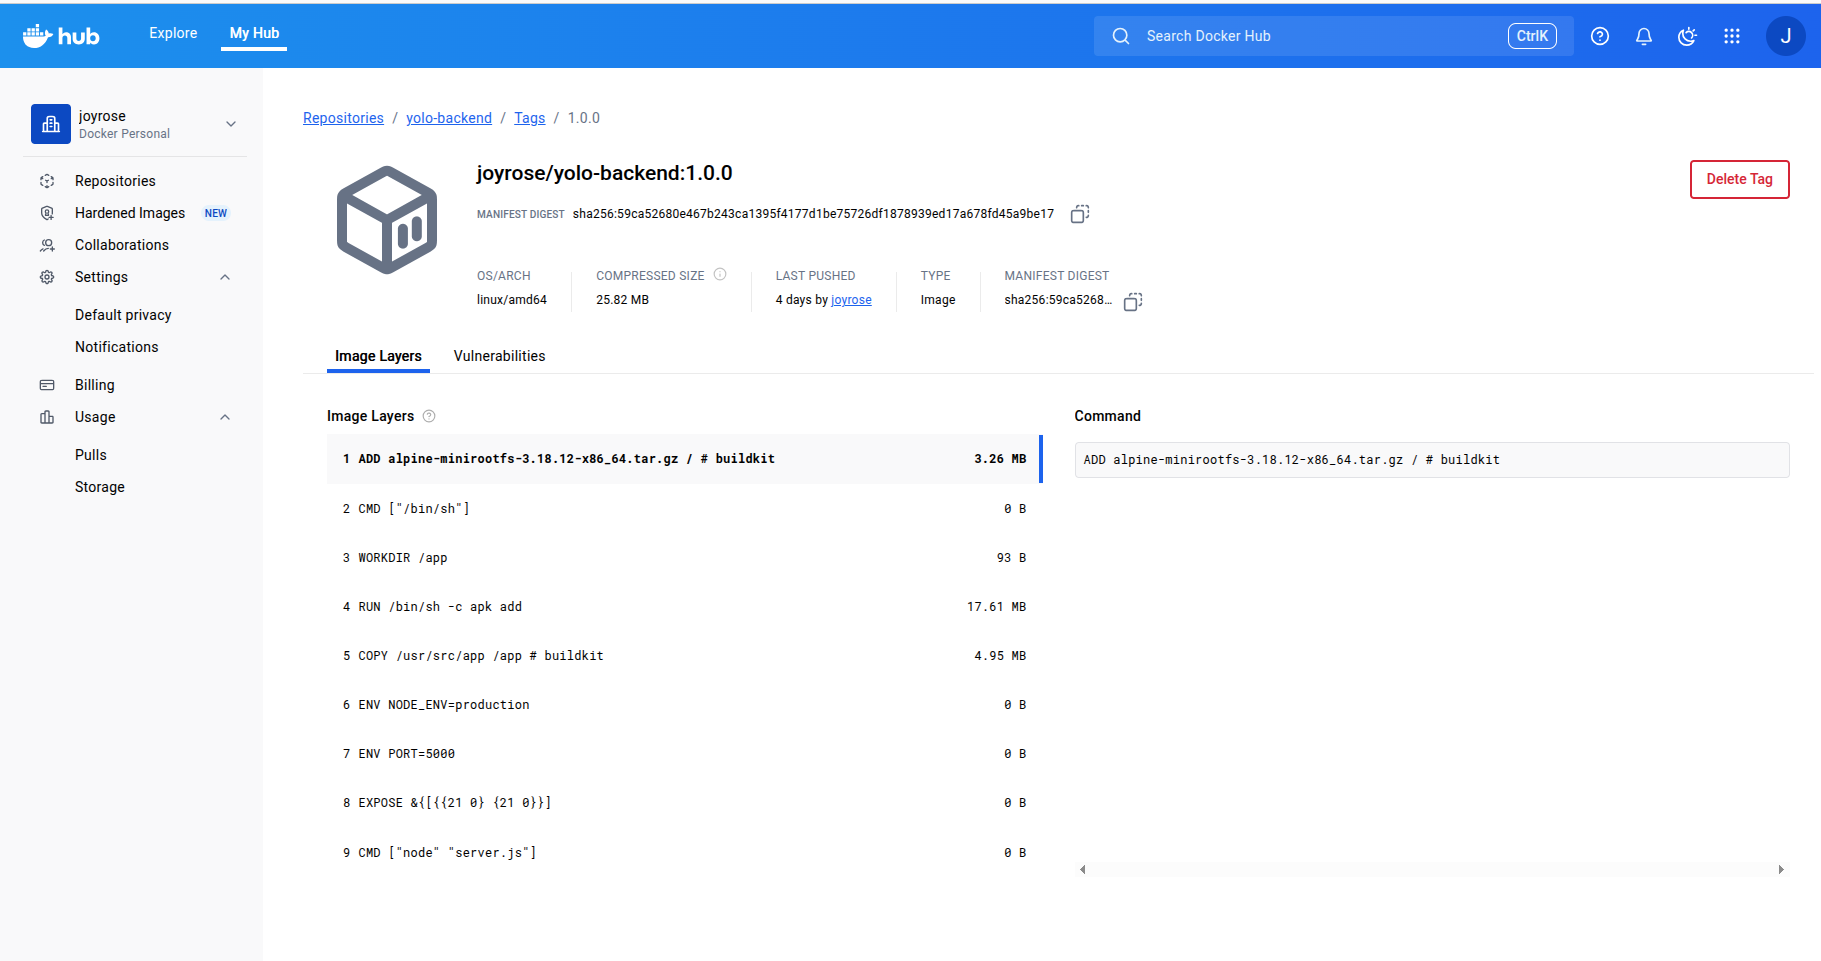 hub Explore My Hub Search Docker Hub CtrlK J
joyrose
Docker Personal
Repositories
Hardened Images NEW
Collaborations
Settings
Default privacy
Notifications
Billing
Usage
Pulls
Storage
Repositories / yolo-backend / Tags / 1.0.0
joyrose/yolo-backend:1.0.0
Delete Tag
MANIFEST DIGEST sha256:59ca52680e467b243ca1395f4177d1be75726df1878939ed17a678fd45a9be17
OS/ARCH COMPRESSED SIZE LAST PUSHED TYPE MANIFEST DIGEST
linux/amd64 25.82 MB 4 days by joyrose Image sha256:59ca5268…
Image Layers Vulnerabilities
Image Layers
1 ADD alpine-minirootfs-3.18.12-x86_64.tar.gz / # buildkit 3.26 MB
2 CMD ["/bin/sh"] 0 B
3 WORKDIR /app 93 B
4 RUN /bin/sh -c apk add 17.61 MB
5 COPY /usr/src/app /app # buildkit 4.95 MB
6 ENV NODE_ENV=production 0 B
7 ENV PORT=5000 0 B
8 EXPOSE &{[{{21 0} {21 0}}] 0 B
9 CMD ["node" "server.js"] 0 B
Command
ADD alpine-minirootfs-3.18.12-x86_64.tar.gz / # buildkit